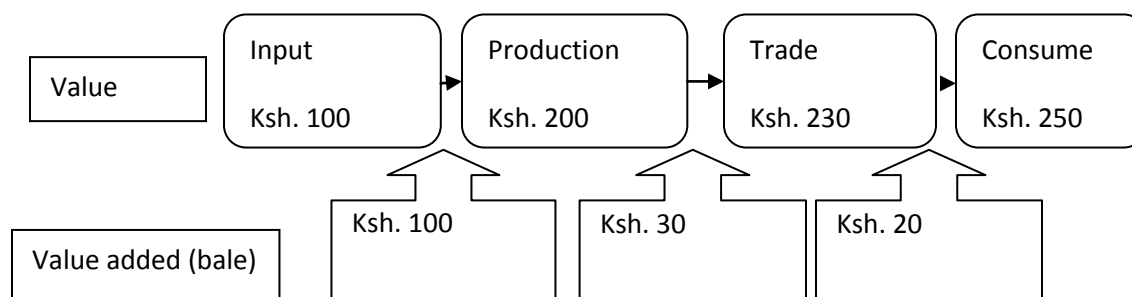 Value
Input
Ksh. 100
Production
Ksh. 200
Trade
Ksh. 230
Consume
Ksh. 250
Value added (bale)
Ksh. 100
Ksh. 30
Ksh. 20